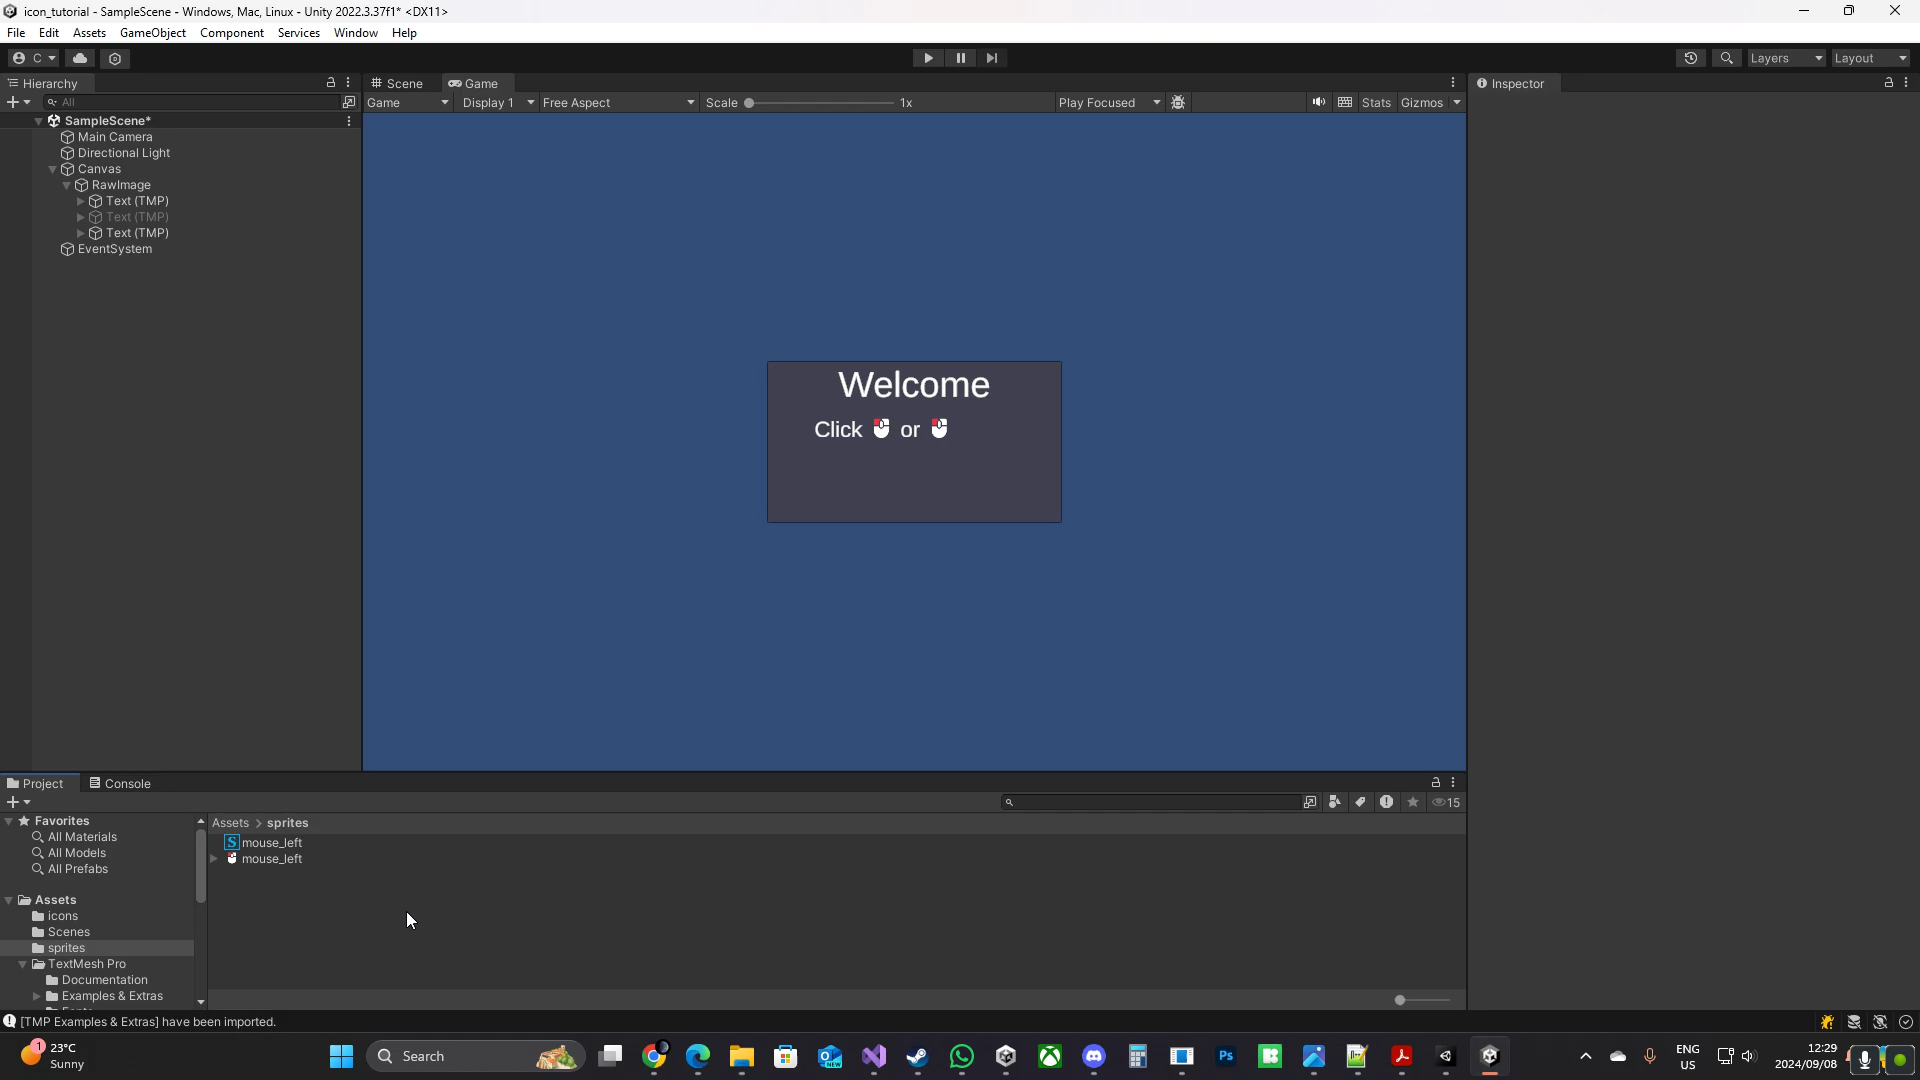 icon_tutorial - SampleScene - Windows, Mac, Linux - Unity 2022.3.37f1* <DX11>
File Edit Assets GameObject Component Services Window Help
C Layers Layout
Hierarchy Scene Game Inspector
All Game Display 1 Free Aspect Scale 1x Play Focused Stats Gizmos
SampleScene*
Main Camera
Directional Light
Canvas
RawImage
Text (TMP)
Text (TMP)
Text (TMP)
EventSystem
Welcome
Click or
Project Console
15
Favorites
All Materials
All Models
All Prefabs
Assets
icons
Scenes
sprites
TextMesh Pro
Documentation
Examples & Extras
Assets > sprites
S mouse_left
mouse_left
[TMP Examples & Extras] have been imported.
1 23°C
Sunny
Search
NEW
Ps
ENG
US
12:29
2024/09/08